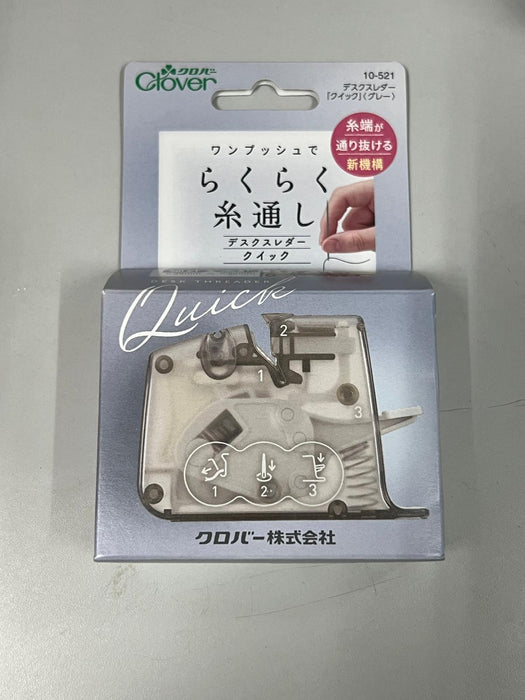 クロバー
Clover
10-521
デスクスレダー
「クイック」(グレー)
糸端が
通り抜ける
新機構
ワンプッシュで
らくらく
糸通し
デスクスレダー
クイック
DESK THREADER
Quick
2
1
3
1
2
3
クロバー株式会社